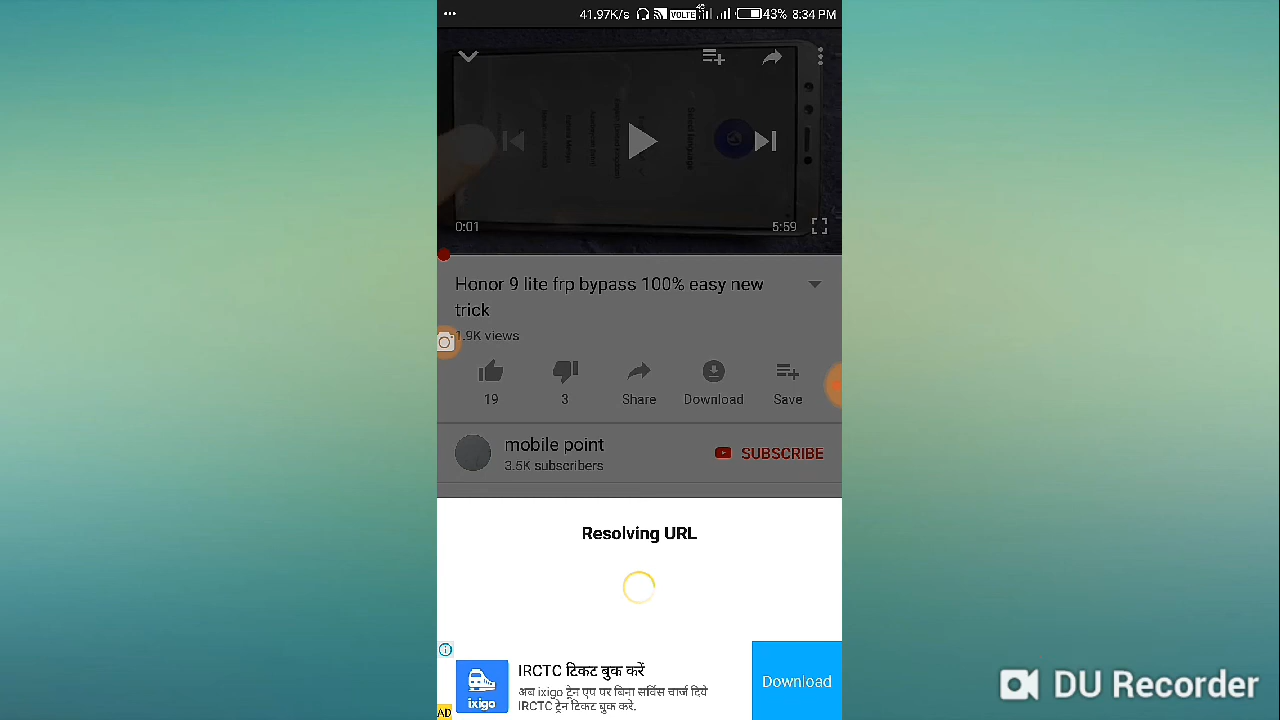 41.97K/s VOLTE 4G 43% 8:34 PM
0:01
5:59
Honor 9 lite frp bypass 100% easy new
trick
1.9K views
19
3
Share
Download
Save
mobile point
3.5K subscribers
SUBSCRIBE
Resolving URL
ixigo
IRCTC टिकट बुक करें
अब ixigo ट्रेन एप पर बिना सर्विस चार्ज दिये
IRCTC ट्रेन टिकट बुक करें.
Download
AD
DU Recorder